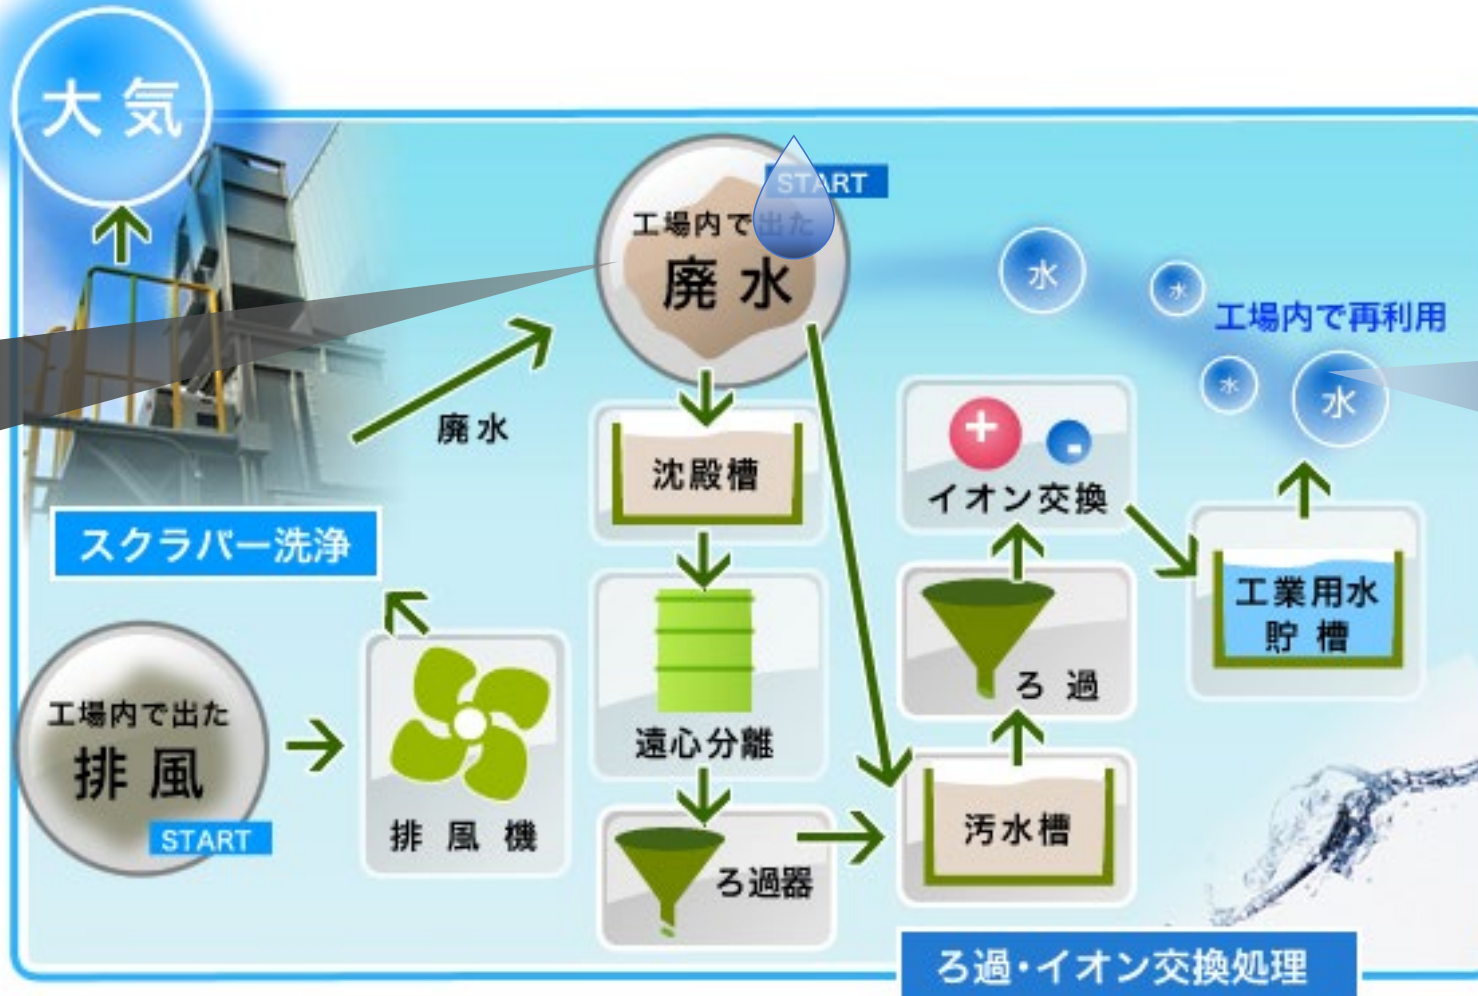 大気
START
工場内で出た
廃水
水
水
工場内で再利用
水
水
廃水
沈殿槽
イオン交換
スクラバー洗浄
工業用水
貯槽
ろ過
工場内で出た
排風
START
遠心分離
排風機
ろ過器
汚水槽
ろ過・イオン交換処理